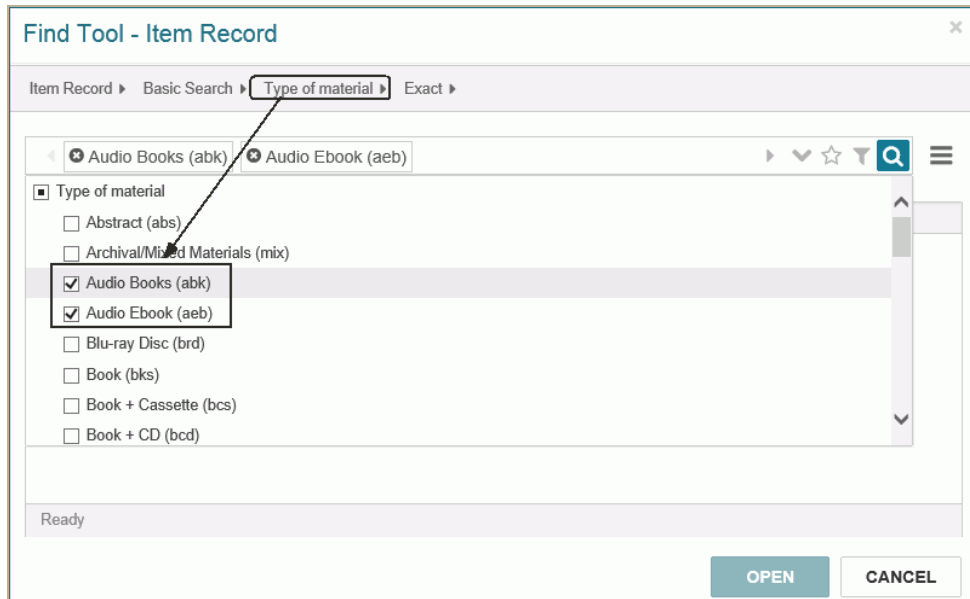 Find Tool - Item Record
Item Record Basic Search Type of material Exact
Audio Books (abk) Audio Ebook (aeb)
Type of material
Abstract (abs)
Archival/Mixed Materials (mix)
Audio Books (abk)
Audio Ebook (aeb)
Blu-ray Disc (brd)
Book (bks)
Book + Cassette (bcs)
Book + CD (bcd)
Ready
OPEN CANCEL